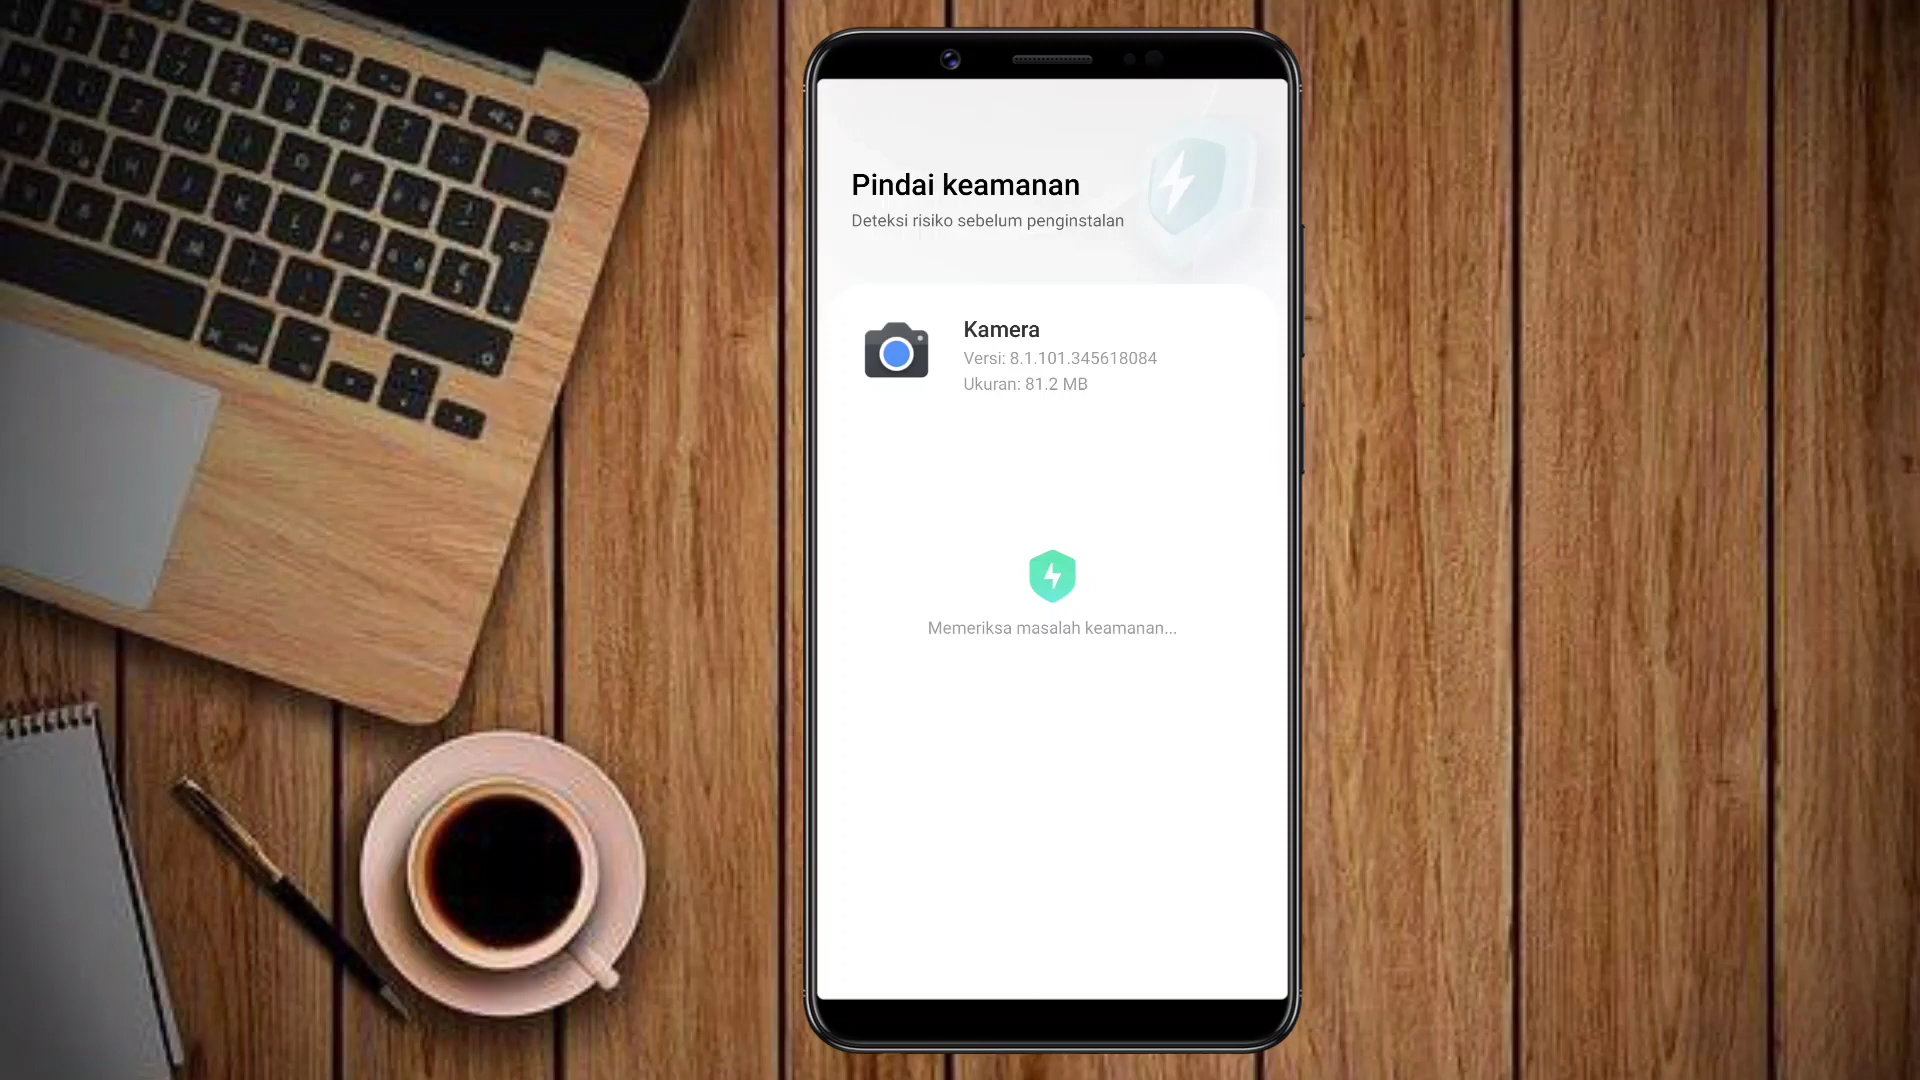 Pindai keamanan
Deteksi risiko sebelum penginstalan
Kamera
Versi: 8.1.101.345618084
Ukuran: 81.2 MB
Memeriksa masalah keamanan...